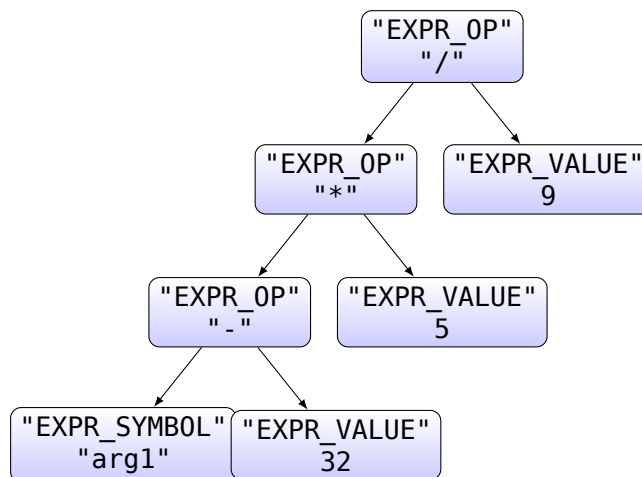 "EXPR_OP"
"/"
"EXPR_OP"
"*"
"EXPR_VALUE"
9
"EXPR_OP"
"-"
"EXPR_VALUE"
5
"EXPR_SYMBOL"
"arg1"
"EXPR_VALUE"
32